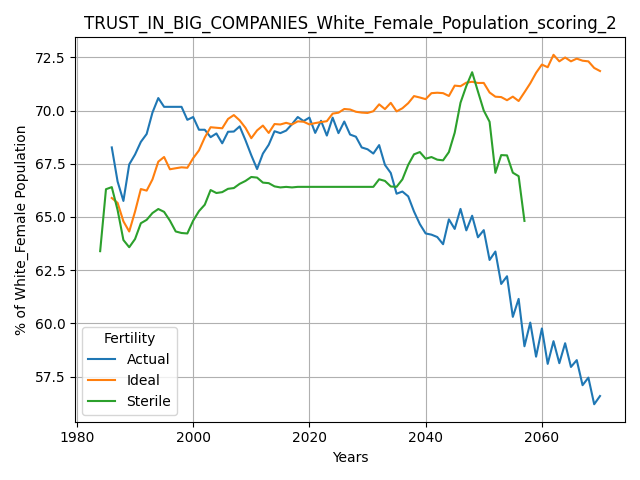 TRUST_IN_BIG_COMPANIES_White_Female_Population_scoring_2
72.5
70.0
67.5
65.0
62.5
60.0
57.5
% of White_Female Population
Fertility
Actual
Ideal
Sterile
1980
2000
2020
2040
2060
Years